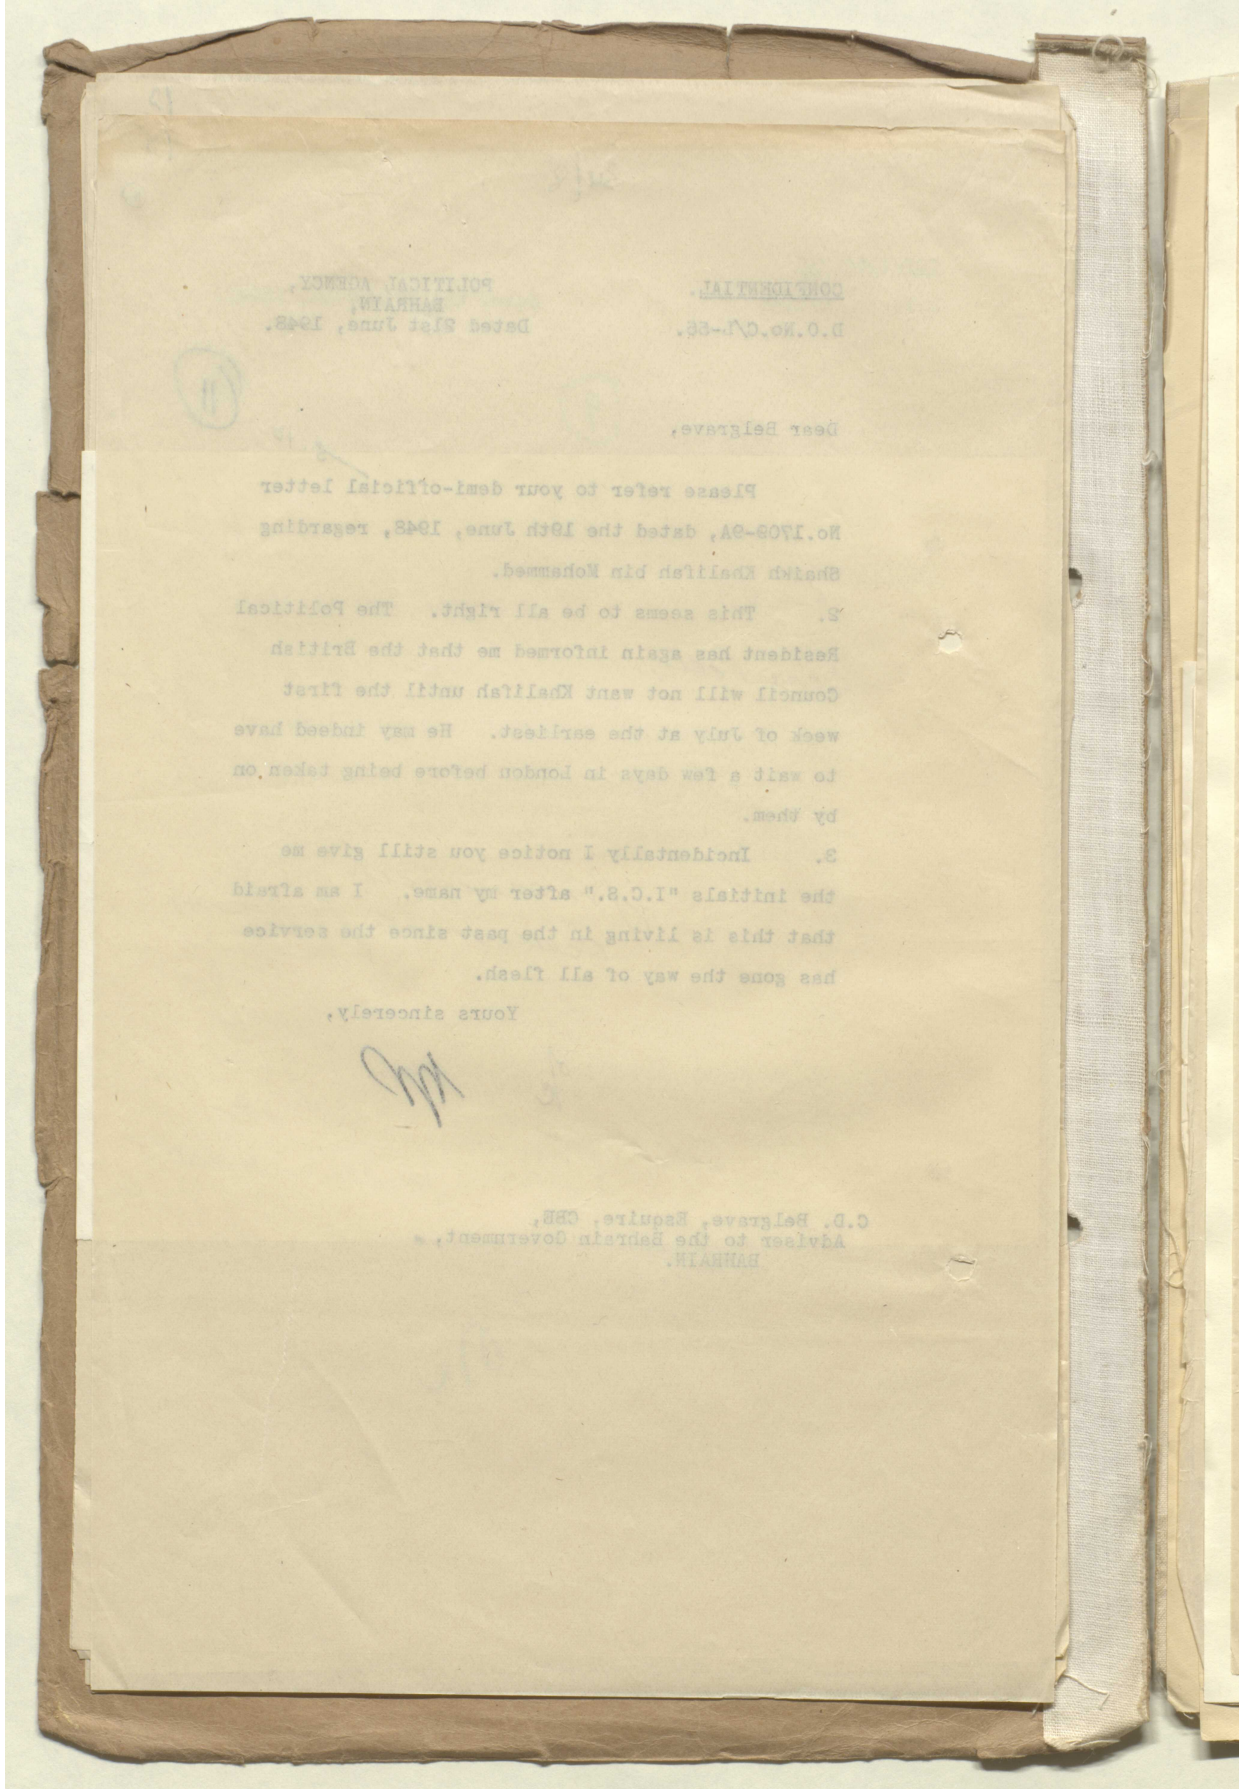 CONFIDENTIAL.
POLITICAL AGENCY,
BAHRAIN,
D.O.No.C/L-56.
Dated 21st June, 1948.
11
Dear Belgrave,
Please refer to your demi-official letter
No.1709-9A, dated the 19th June, 1948, regarding
Shaikh Khalifah bin Mohammed.
2. This seems to be all right. The Political
Resident has again informed me that the British
Council will not want Khalifah until the first
week of July at the earliest. He may indeed have
to wait a few days in London before being taken on
by them.
3. Incidentally I notice you still give me
the initials "I.C.S." after my name. I am afraid
that this is living in the past since the service
has gone the way of all flesh.
Yours sincerely,
C.D. Belgrave, Esquire, CBE,
Adviser to the Bahrain Government,
BAHRAIN.